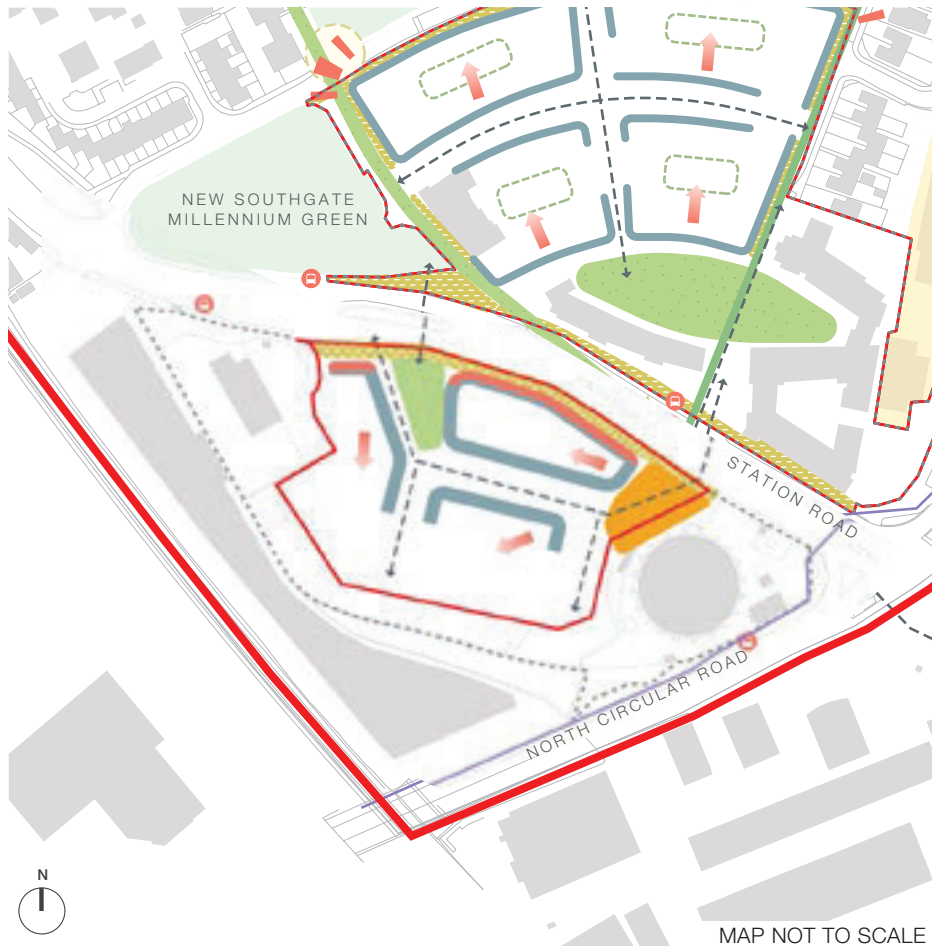 NEW SOUTHGATE
MILLENNIUM GREEN
STATION ROAD
NORTH CIRCULAR ROAD
N
MAP NOT TO SCALE